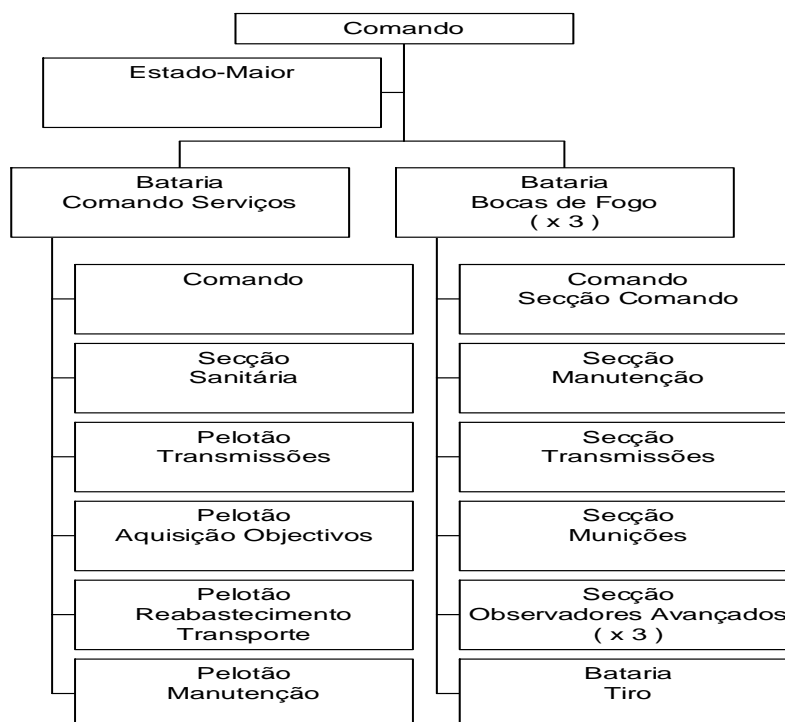 Comando
Estado-Maior
Bataria
Comando Serviços
Bataria
Bocas de Fogo
( x 3 )
Comando
Secção
Sanitária
Pelotão
Transmissões
Pelotão
Aquisição Objectivos
Pelotão
Reabastecimento
Transporte
Pelotão
Manutenção
Comando
Secção Comando
Secção
Manutenção
Secção
Transmissões
Secção
Munições
Secção
Observadores Avançados
( x 3 )
Bataria
Tiro